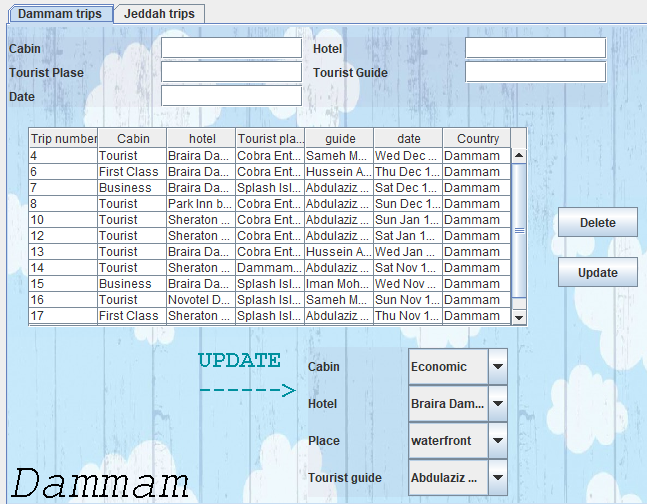 Dammam trips Jeddah trips
Cabin Hotel
Tourist Plase Tourist Guide
Date
Trip number Cabin hotel Tourist pla... guide date Country
4 Tourist Braira Da... Cobra Ent... Sameh M... Wed Dec ... Dammam
6 First Class Braira Da... Cobra Ent... Hussein A... Thu Dec 1... Dammam
7 Business Braira Da... Splash Isl... Abdulaziz ... Sat Dec 1... Dammam
8 Tourist Park Inn b... Cobra Ent... Abdulaziz ... Sun Dec 1... Dammam
10 Tourist Sheraton ... Cobra Ent... Abdulaziz ... Sun Jan 1... Dammam
12 Tourist Sheraton ... Cobra Ent... Abdulaziz ... Sat Jan 1... Dammam
13 Tourist Braira Da... Cobra Ent... Hussein A... Wed Jan ... Dammam
14 Tourist Sheraton ... Dammam... Abdulaziz ... Sat Nov 1... Dammam
15 Business Braira Da... Splash Isl... Iman Moh... Wed Nov ... Dammam
16 Tourist Novotel D... Splash Isl... Sameh M... Sun Nov 1... Dammam
17 First Class Sheraton ... Splash Isl... Abdulaziz ... Thu Nov 1... Dammam
Delete
Update
UPDATE
----->
Cabin Economic
Hotel Braira Dam...
Place waterfront
Tourist guide Abdulaziz ...
Dammam